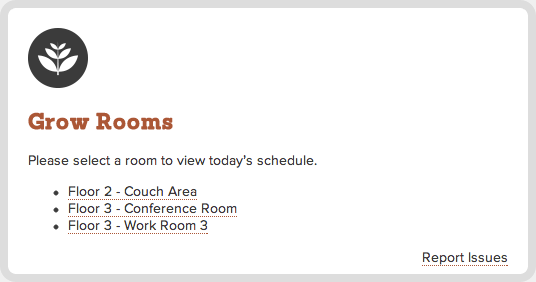 Grow Rooms
Please select a room to view today's schedule.
Floor 2 - Couch Area
Floor 3 - Conference Room
Floor 3 - Work Room 3
Report Issues